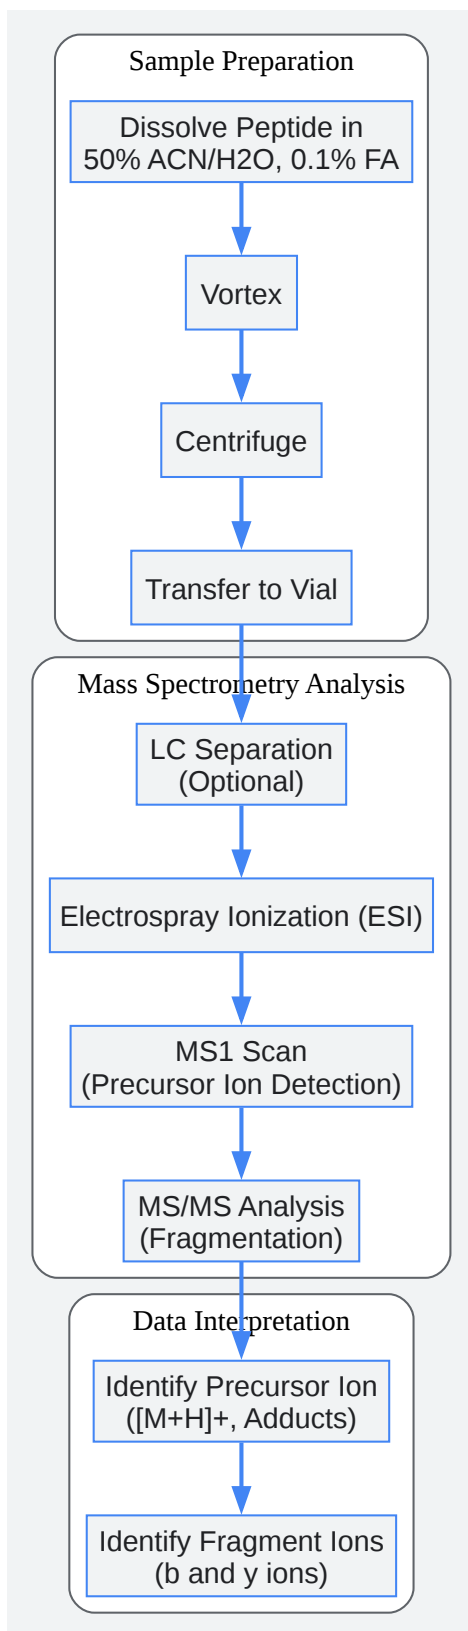 Sample Preparation
Dissolve Peptide in
50% ACN/H2O, 0.1% FA
Vortex
Centrifuge
Transfer to Vial
Mass Spectrometry Analysis
LC Separation
(Optional)
Electrospray Ionization (ESI)
MS1 Scan
(Precursor Ion Detection)
MS/MS Analysis
(Fragmentation)
Data Interpretation
Identify Precursor Ion
([M+H]+, Adducts)
Identify Fragment Ions
(b and y ions)